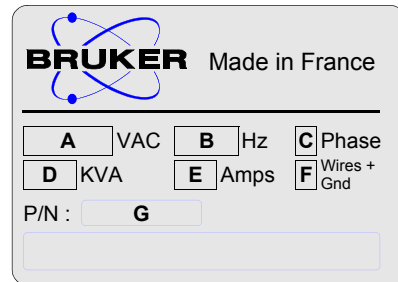 BRUKER Made in France
A VAC B Hz C Phase
D KVA E Amps F Wires + Gnd
P/N : G